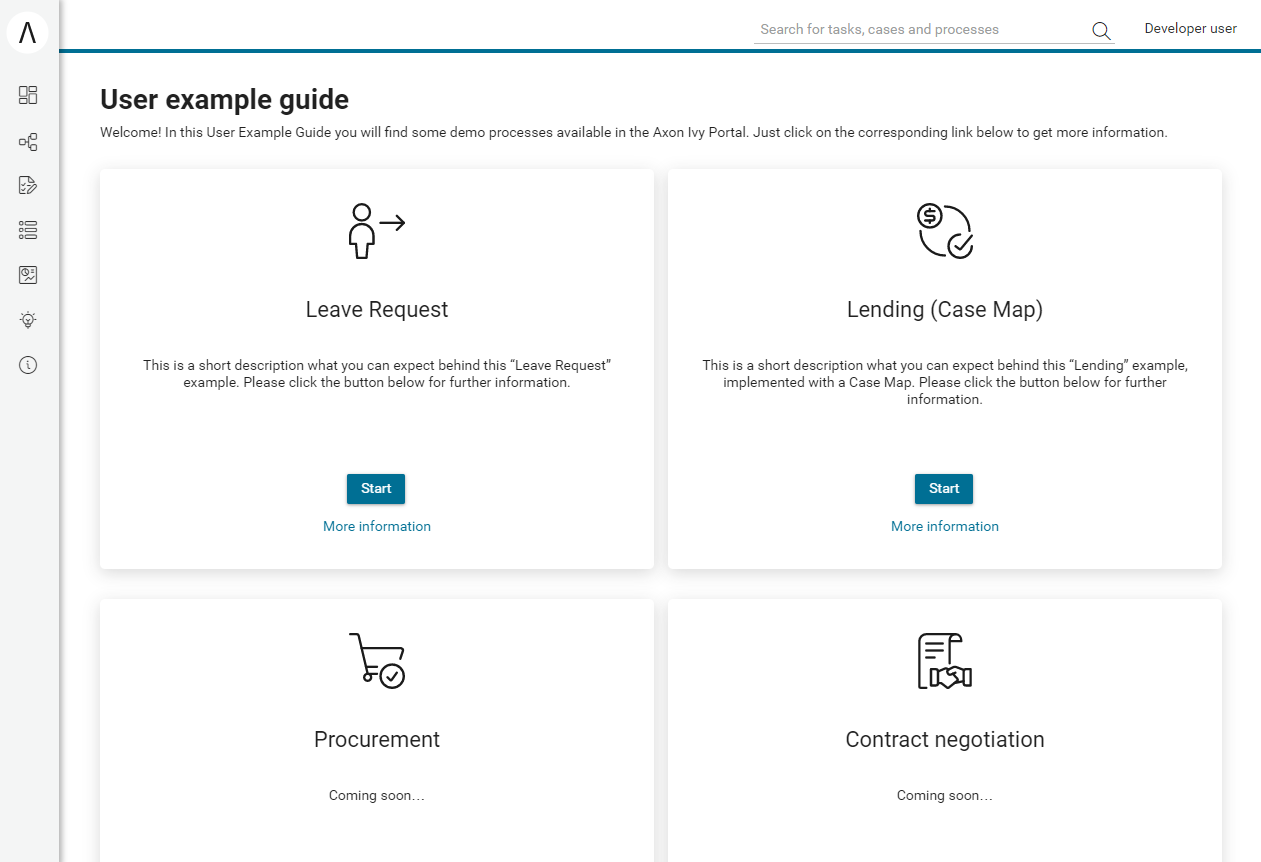 Search for tasks, cases and processes
Developer user
User example guide
Welcome! In this User Example Guide you will find some demo processes available in the Axon Ivy Portal. Just click on the corresponding link below to get more information.
Leave Request
This is a short description what you can expect behind this “Leave Request”
example. Please click the button below for further information.
Start
More information
Lending (Case Map)
This is a short description what you can expect behind this “Lending” example,
implemented with a Case Map. Please click the button below for further
information.
Start
More information
Procurement
Coming soon…
Contract negotiation
Coming soon…